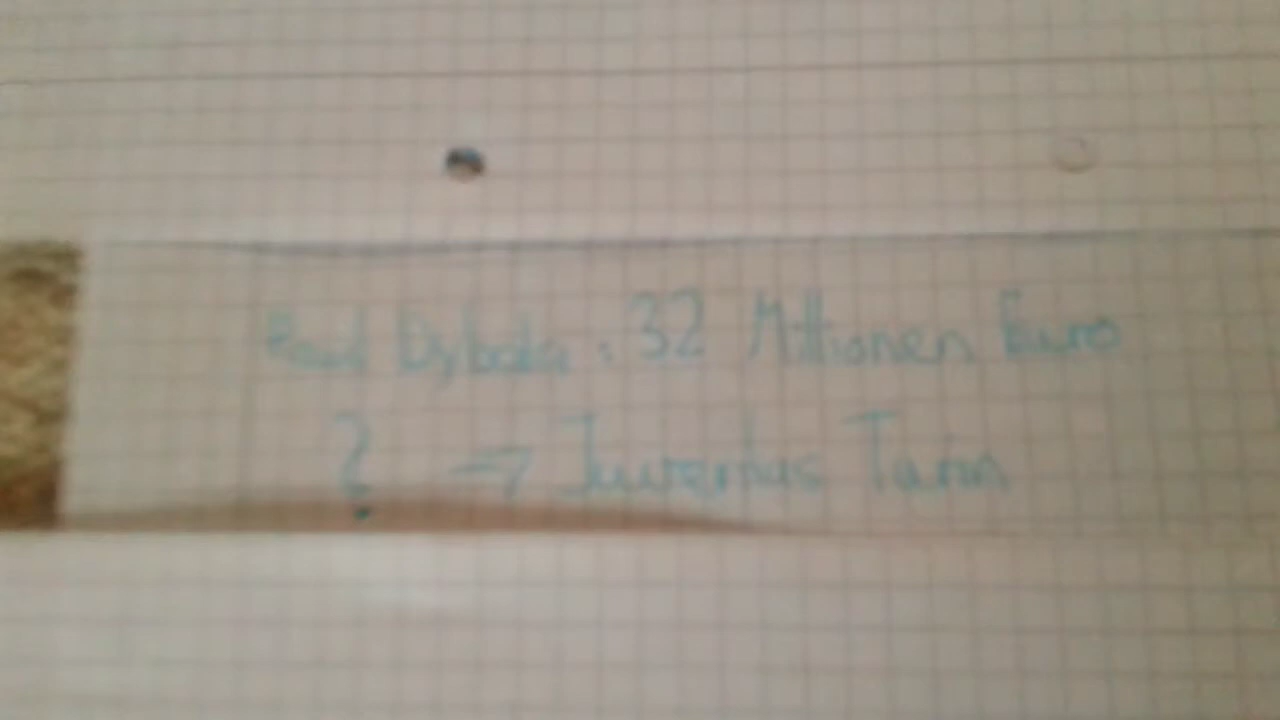 Paul Dybala : 32 Millionen Euro
? → Juventus Turin